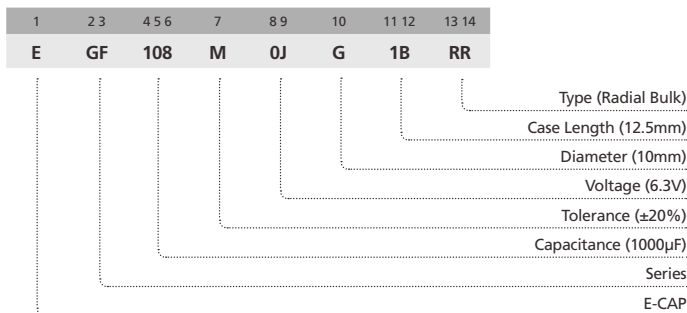 1 2 3 4 5 6 7 8 9 10 11 12 13 14
E GF 108 M 0J G 1B RR
Type (Radial Bulk)
Case Length (12.5mm)
Diameter (10mm)
Voltage (6.3V)
Tolerance (±20%)
Capacitance (1000µF)
Series
E-CAP